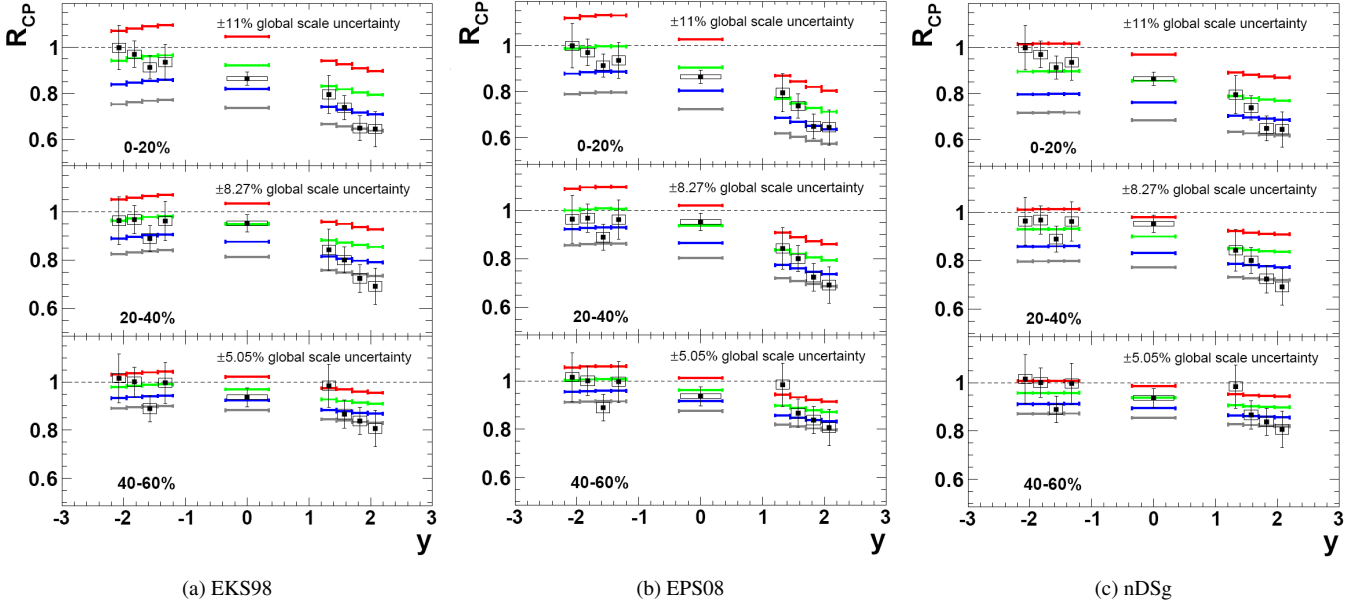 R_CP
±11% global scale uncertainty
1
0.8
0.6
0-20%
±8.27% global scale uncertainty
1
0.8
0.6
20-40%
±5.05% global scale uncertainty
1
0.8
0.6
40-60%
-3 -2 -1 0 1 2 3
y
(a) EKS98
R_CP
±11% global scale uncertainty
1
0.8
0.6
0-20%
±8.27% global scale uncertainty
1
0.8
0.6
20-40%
±5.05% global scale uncertainty
1
0.8
0.6
40-60%
-3 -2 -1 0 1 2 3
y
(b) EPS08
R_CP
±11% global scale uncertainty
1
0.8
0.6
0-20%
±8.27% global scale uncertainty
1
0.8
0.6
20-40%
±5.05% global scale uncertainty
1
0.8
0.6
40-60%
-3 -2 -1 0 1 2 3
y
(c) nDSg